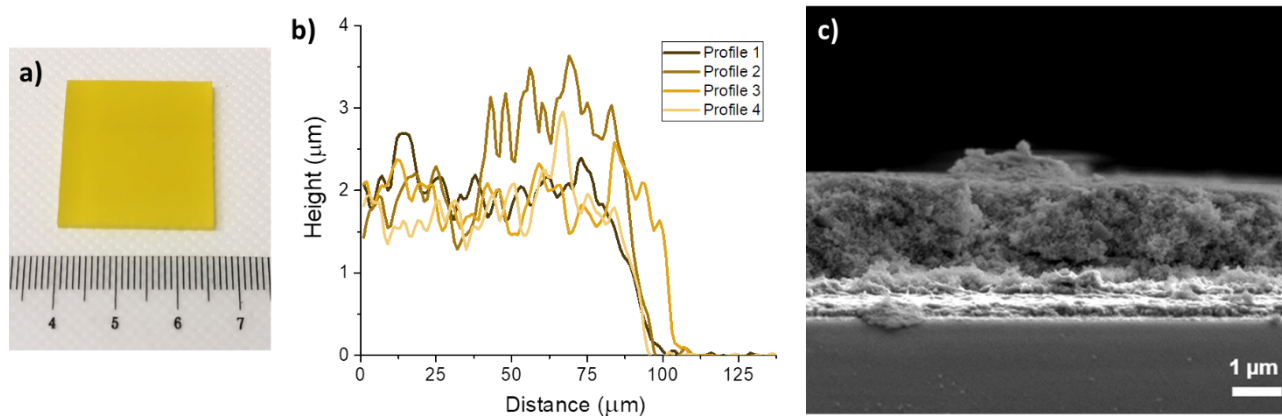 a)
4 5 6 7
b)
Height (μm)
4
3
2
1
0
Profile 1
Profile 2
Profile 3
Profile 4
0 25 50 75 100 125
Distance (μm)
c)
1 μm